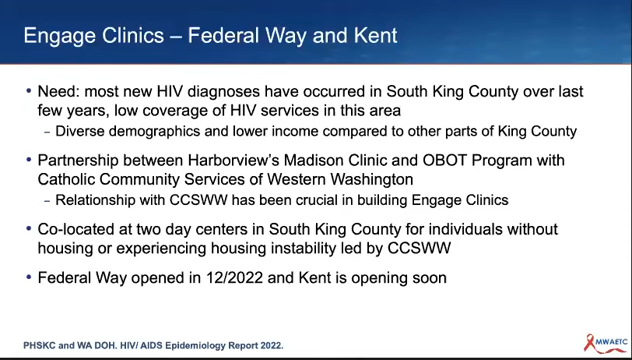 Engage Clinics – Federal Way and Kent
• Need: most new HIV diagnoses have occurred in South King County over last
few years, low coverage of HIV services in this area
– Diverse demographics and lower income compared to other parts of King County
• Partnership between Harborview's Madison Clinic and OBOT Program with
Catholic Community Services of Western Washington
– Relationship with CCSWW has been crucial in building Engage Clinics
• Co-located at two day centers in South King County for individuals without
housing or experiencing housing instability led by CCSWW
• Federal Way opened in 12/2022 and Kent is opening soon
PHSKC and WA DOH. HIV/ AIDS Epidemiology Report 2022.
MWAETC